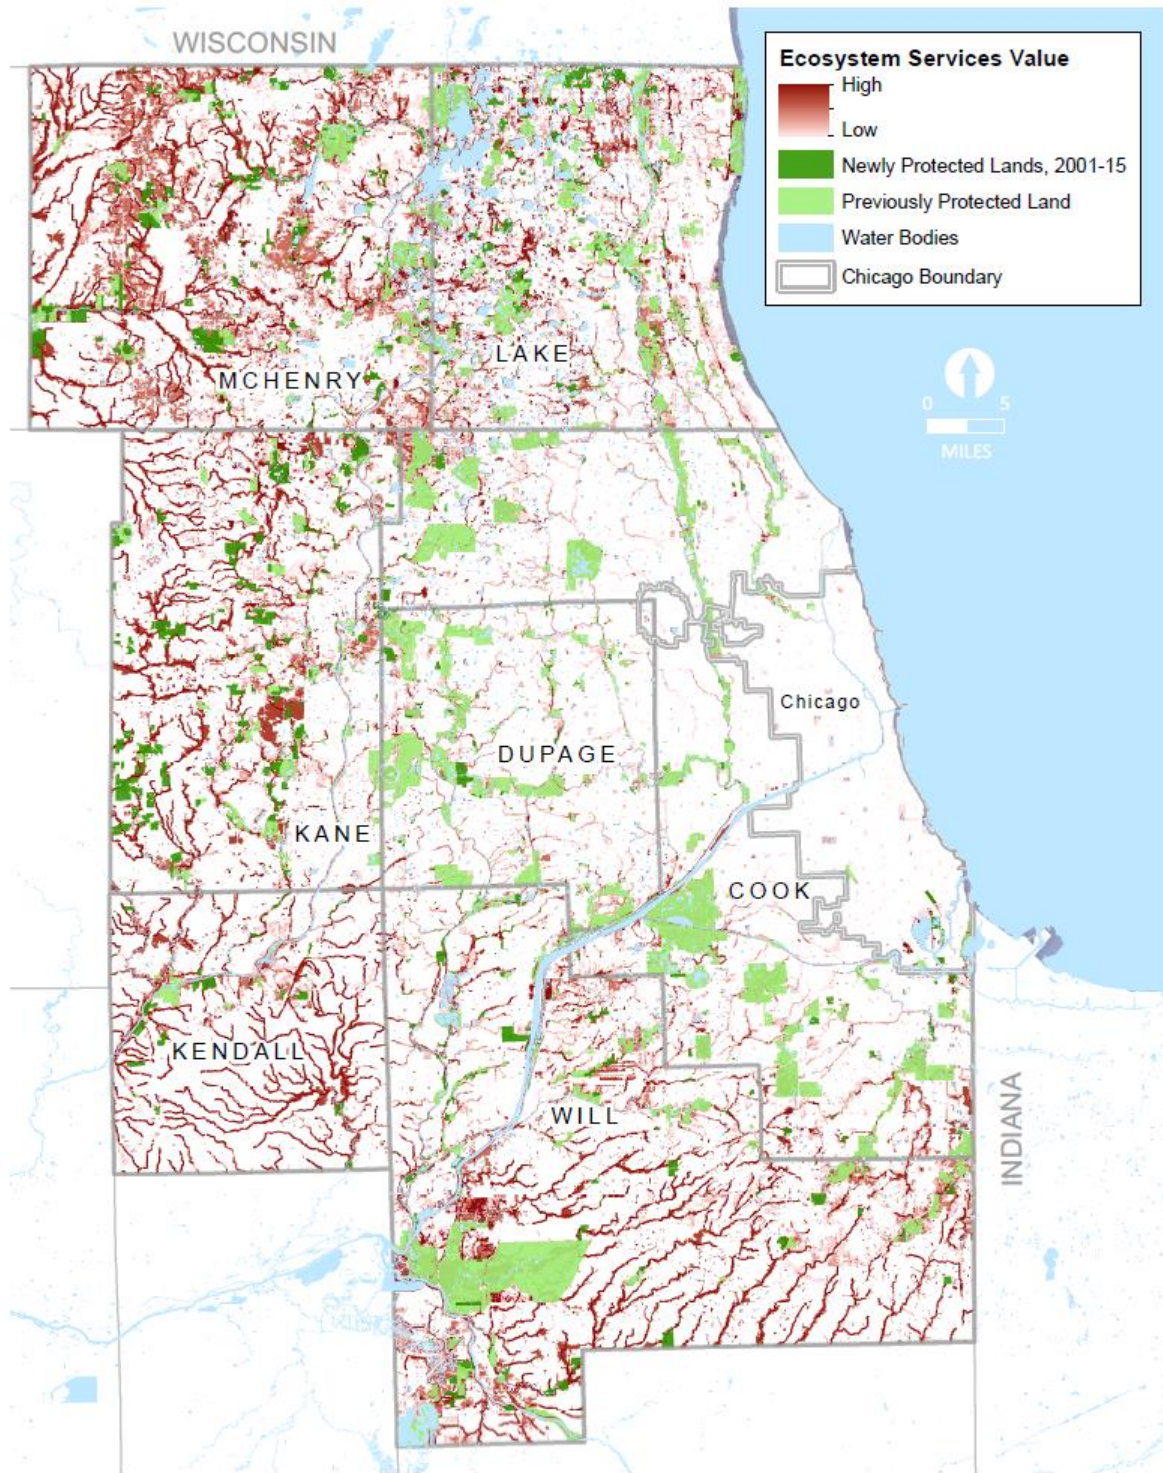 WISCONSIN
Ecosystem Services Value
High
Low
Newly Protected Lands, 2001-15
Previously Protected Land
Water Bodies
Chicago Boundary
LAKE
MCHENRY
0 5
MILES
Chicago
DUPAGE
KANE
COOK
KENDALL
WILL
INDIANA